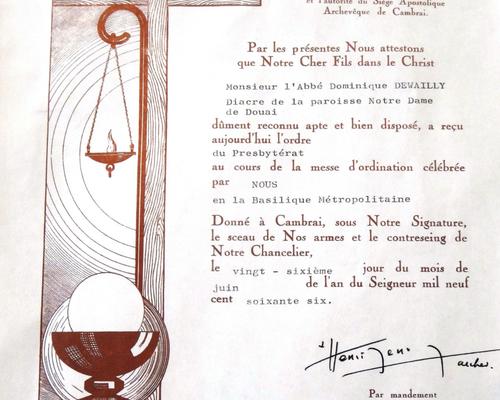 et l'autorité du Siège Apostolique
Archevêque de Cambrai.
Par les présentes Nous attestons
que Notre Cher Fils dans le Christ
Monsieur l'Abbé Dominique DEWAILLY
Diacre de la paroisse Notre Dame
de Douai
dûment reconnu apte et bien disposé, a reçu
aujourd'hui l'ordre
du Presbytérat
au cours de la messe d'ordination célébrée
par NOUS
en la Basilique Métropolitaine
Donné à Cambrai, sous Notre Signature,
le sceau de Nos armes et le contreseing de
Notre Chancelier,
le vingt - sixième jour du mois de
juin de l'an du Seigneur mil neuf
cent soixante six.
Henri
Par mandement